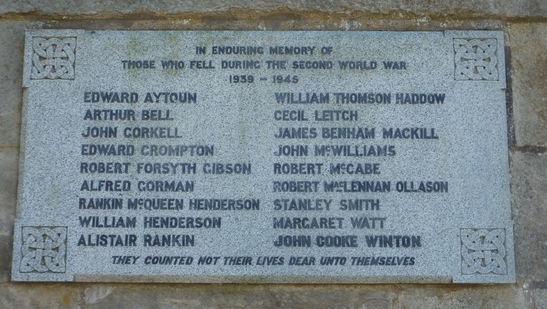 IN ENDURING MEMORY OF
THOSE WHO FELL DURING THE SECOND WORLD WAR
1939 - 1945
EDWARD AYTOUN
ARTHUR BELL
JOHN CORKELL
EDWARD CROMPTON
ROBERT FORSYTH GIBSON
ALFRED GORMAN
RANKIN McQUEEN HENDERSON
WILLIAM HENDERSON
ALISTAIR RANKIN
WILLIAM THOMSON HADDOW
CECIL LEITCH
JAMES BENHAM MACKILL
JOHN McWILLIAMS
ROBERT McCABE
ROBERT MacLENNAN OLLASON
STANLEY SMITH
MARGARET WATT
JOHN COOKE WINTON
THEY COUNTED NOT THEIR LIVES DEAR UNTO THEMSELVES